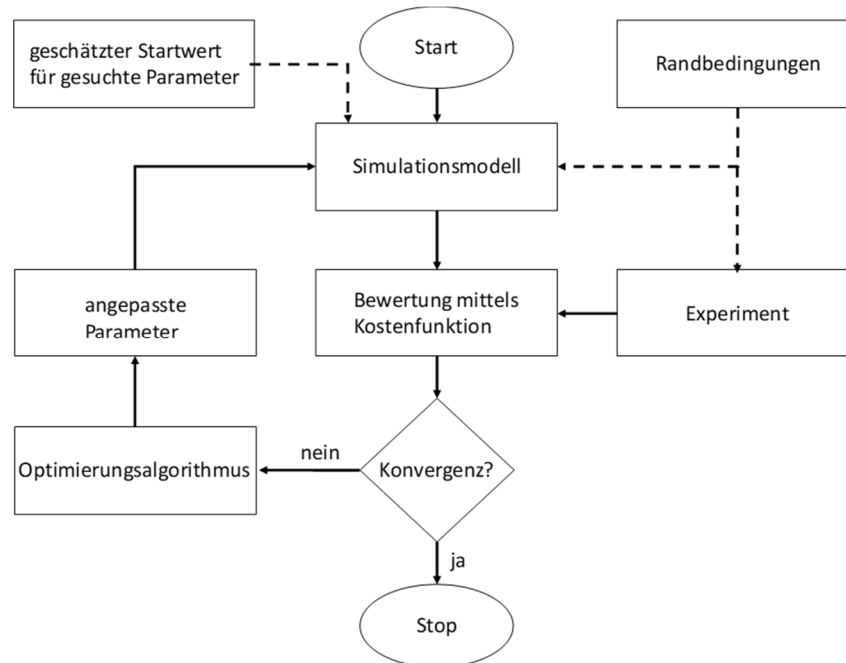 geschätzter Startwert
für gesuchte Parameter
Start
Randbedingungen
Simulationsmodell
angepasste
Parameter
Bewertung mittels
Kostenfunktion
Experiment
Optimierungsalgorithmus
nein
Konvergenz?
ja
Stop